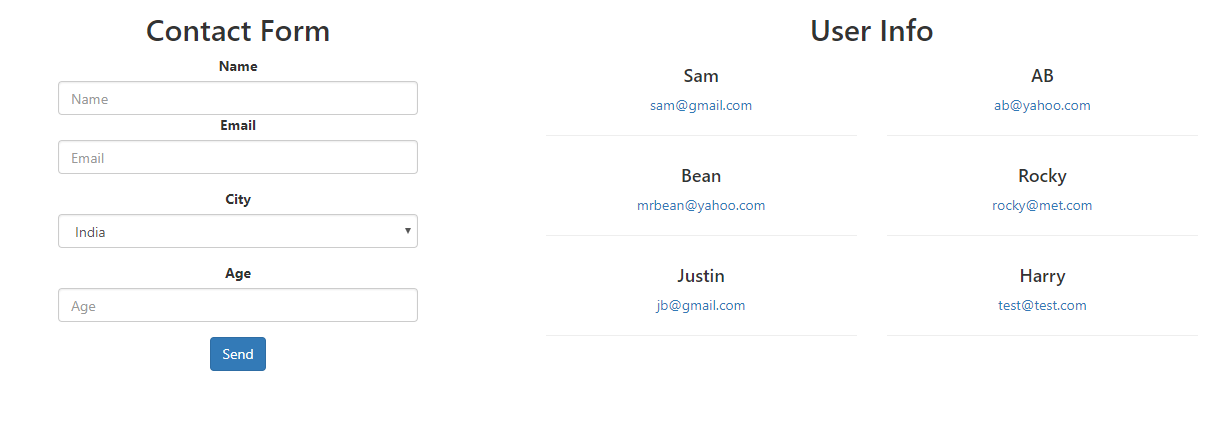 Contact Form
Name
Name
Email
Email
City
India
Age
Age
Send
User Info
Sam
sam@gmail.com
AB
ab@yahoo.com
Bean
mrbean@yahoo.com
Rocky
rocky@met.com
Justin
jb@gmail.com
Harry
test@test.com